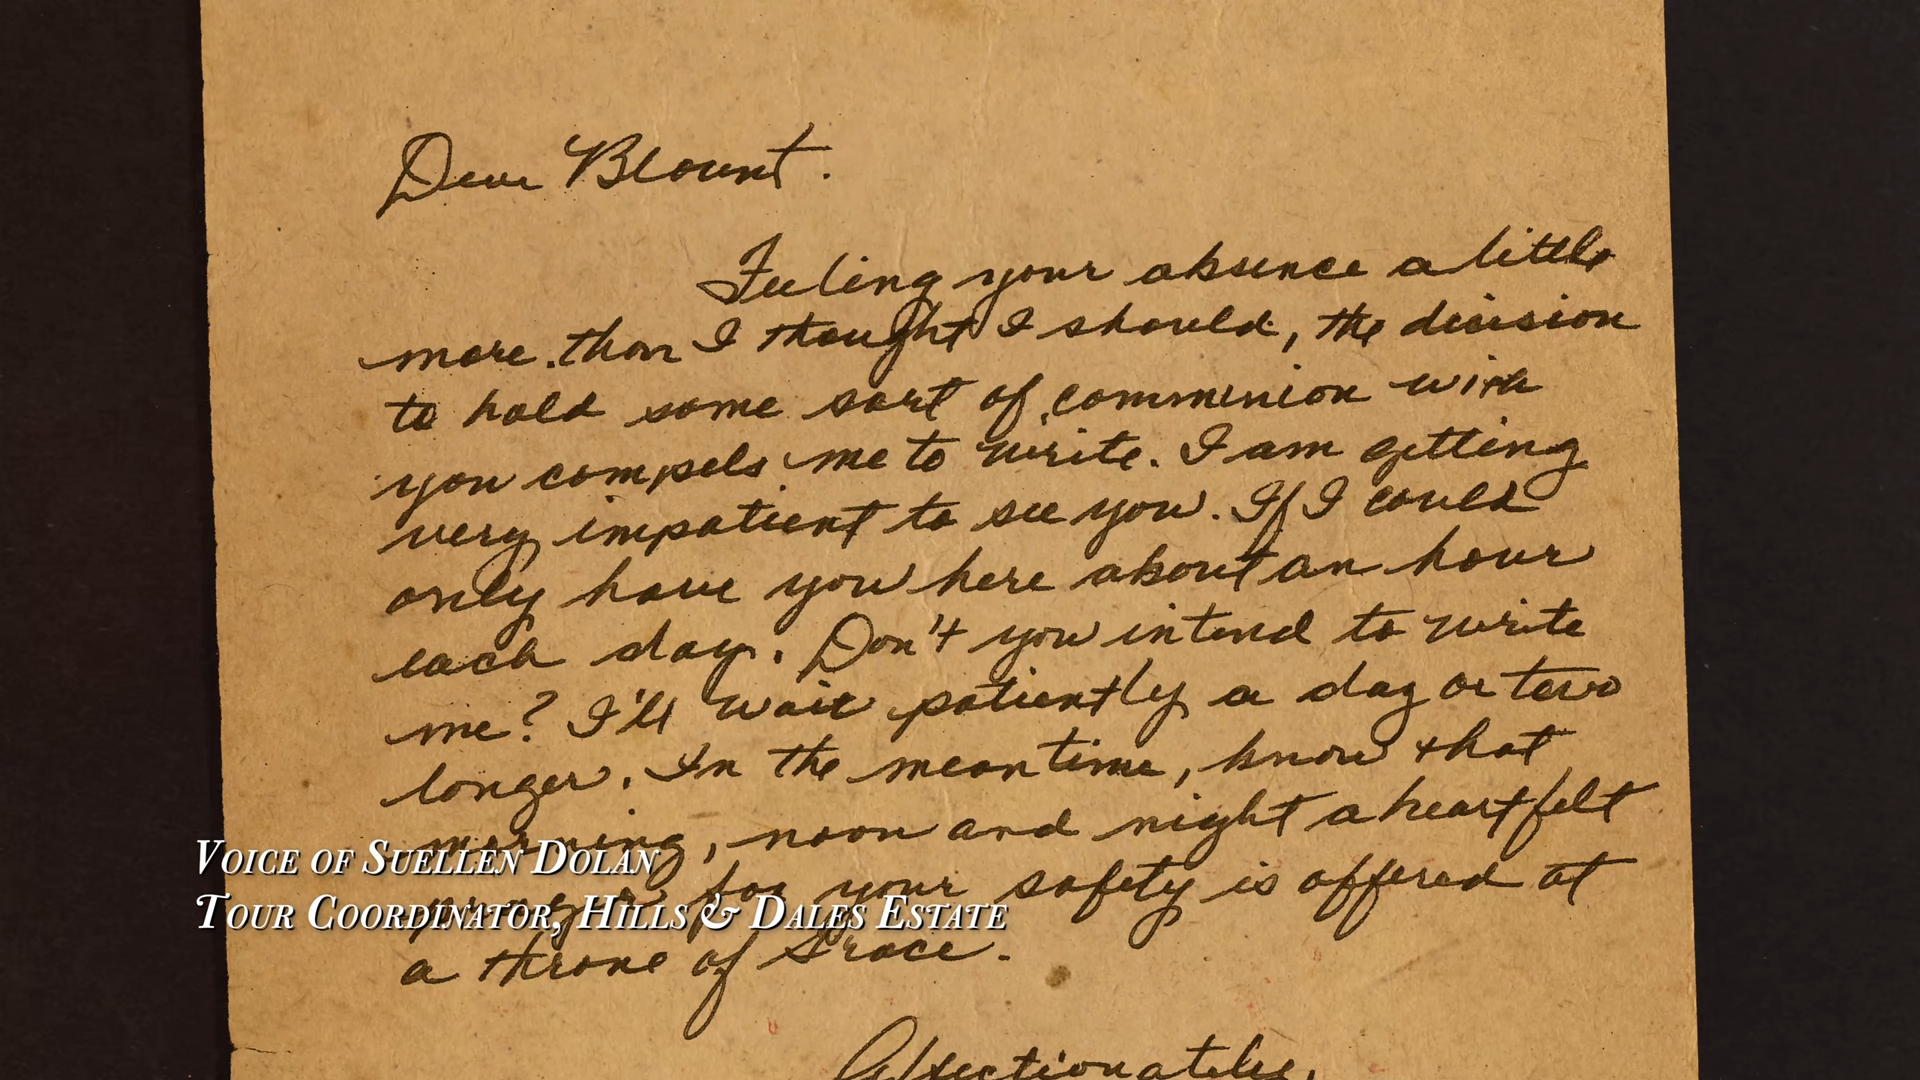 Dear Blount.
Feeling your absence a little
more than I thought I should, the decision
to hold some sort of communion with
you compels me to write. I am getting
very impatient to see you. If I could
only have you here about an hour
each day. Don't you intend to write
me? I'll wait patiently a day or two
longer. In the meantime, know that
morning, noon and night a heartfelt
prayer for your safety is offered at
a throne of Grace.
Affectionately,
Voice of Suellen Dolan
Tour Coordinator, Hills & Dales Estate